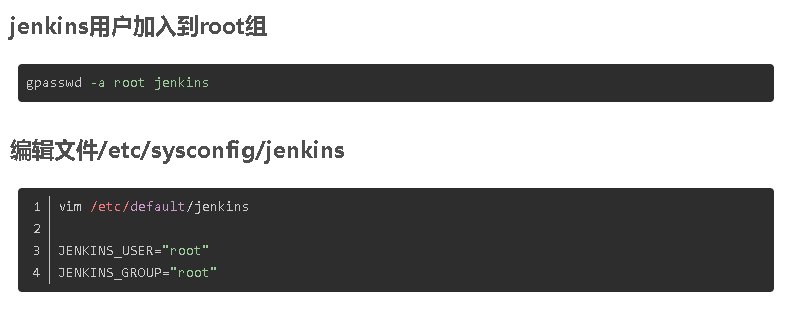 jenkins用户加入到root组
gpasswd -a root jenkins
编辑文件/etc/sysconfig/jenkins
1 vim /etc/default/jenkins
2
3 JENKINS_USER="root"
4 JENKINS_GROUP="root"